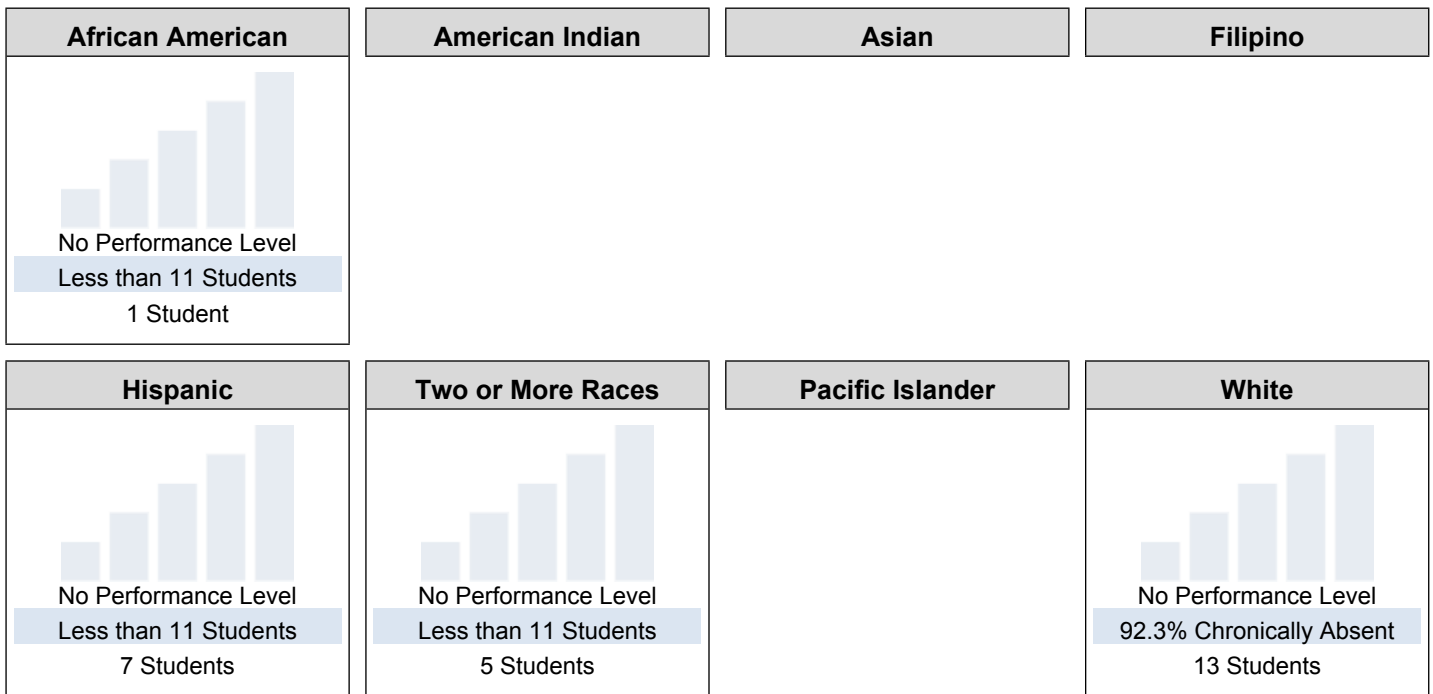 African American
American Indian
Asian
Filipino
No Performance Level
Less than 11 Students
1 Student
Hispanic
Two or More Races
Pacific Islander
White
No Performance Level
Less than 11 Students
7 Students
No Performance Level
Less than 11 Students
5 Students
No Performance Level
92.3% Chronically Absent
13 Students